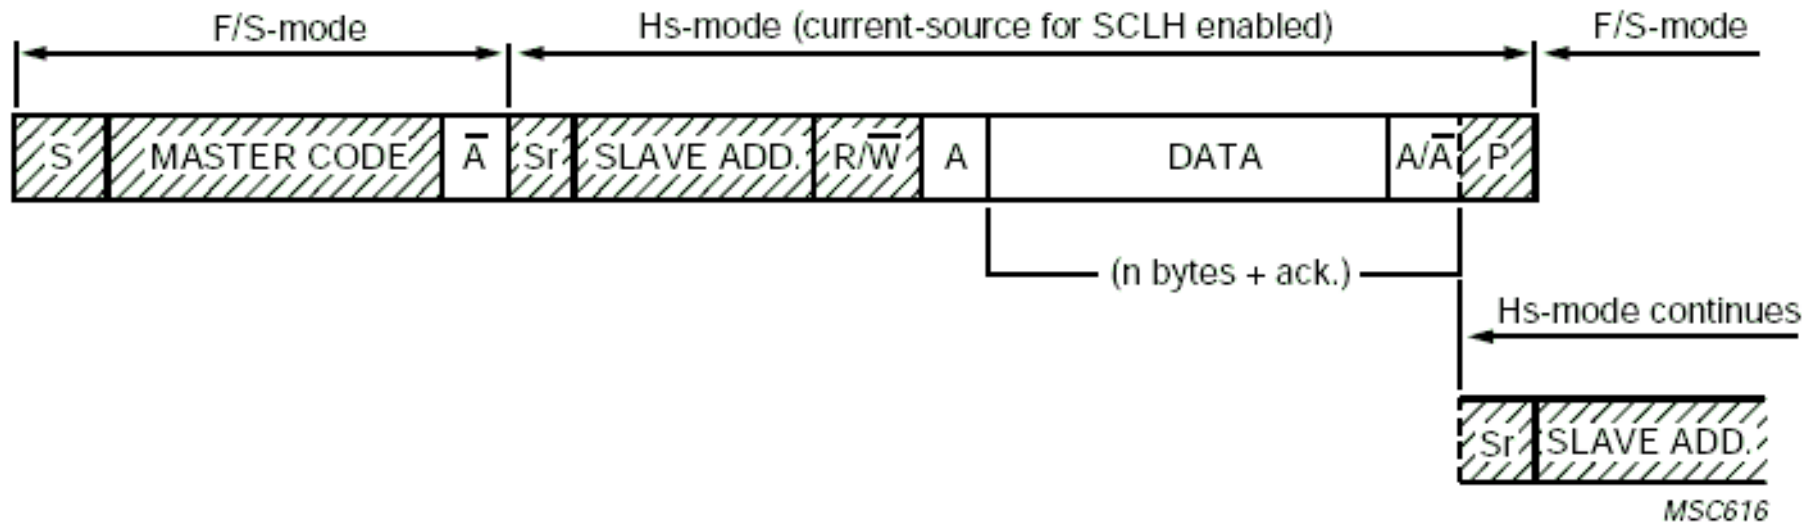 F/S-mode Hs-mode (current-source for SCLH enabled) F/S-mode
S MASTER CODE A̅ Sr SLAVE ADD. R/W̅ A DATA A/A̅ P
(n bytes + ack.)
Hs-mode continues
Sr SLAVE ADD.
MSC616